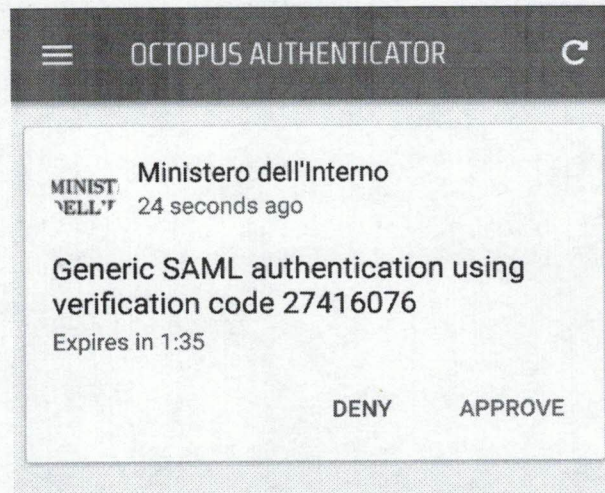 OCTOPUS AUTHENTICATOR
MINIST
Ministero dell'Interno
24 seconds ago
Generic SAML authentication using
verification code 27416076
Expires in 1:35
DENY APPROVE